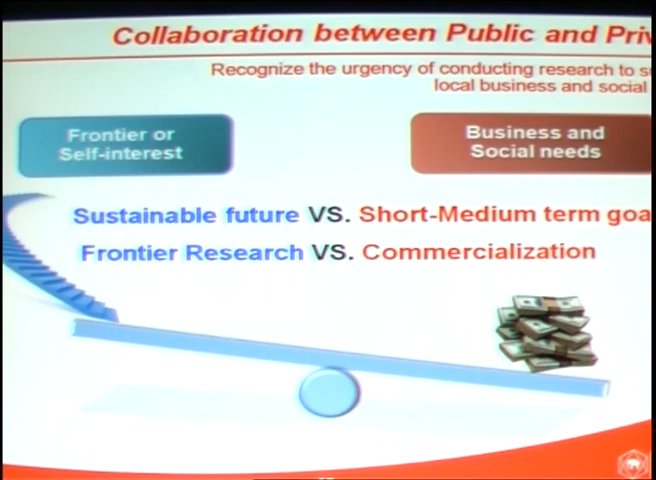 Collaboration between Public and Priv
Recognize the urgency of conducting research to s
local business and social
Frontier or
Self-interest
Business and
Social needs
Sustainable future VS. Short-Medium term goa
Frontier Research VS. Commercialization